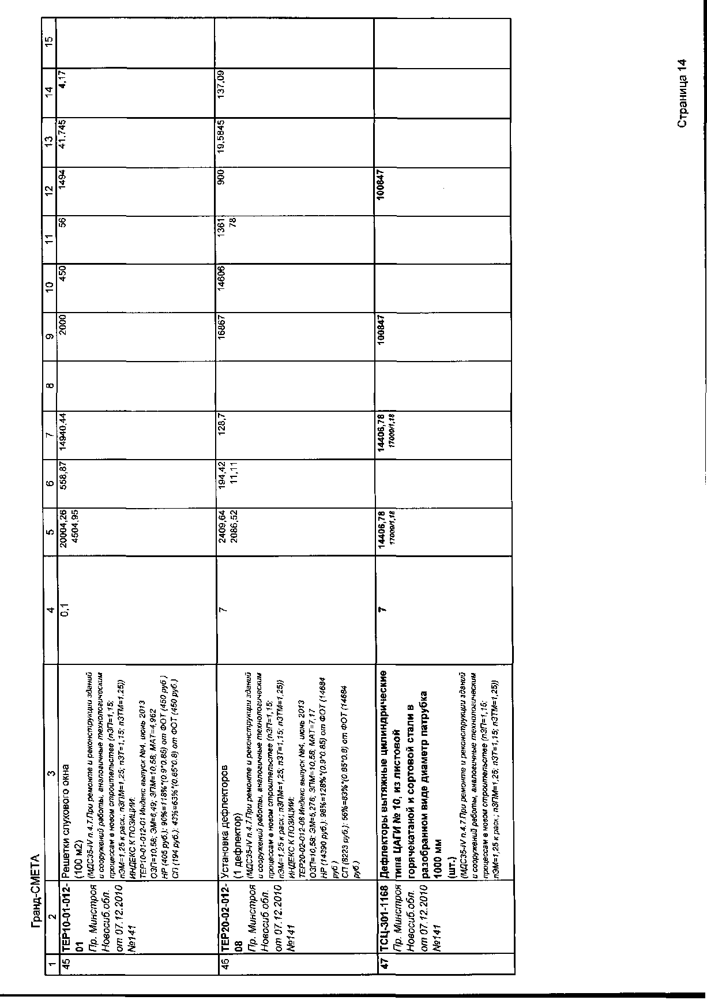 Гранд-СМЕТА
1 2 3 4 5 6 7 8 9 10 11 12 13 14 15
45 ТЕР10-01-012- Решетки слухового окна 0,1 20004,26 558,87 14940,44 2000 450 56 1494 41,745 4,17
01 (100 м2) 4504,95
Пр. Минстроя (МДС35-IV п.4.7.При ремонте и реконструкции зданий
Новосиб.обл. и сооружений работы, аналогичные технологическим
от 07.12.2010 процессам в новом строительстве (пЗП=1,15;
№141 пЭМ=1,25 к расх.; пЗПМ=1,25; пЗТ=1,15; пЗТМ=1,25))
ИНДЕКС К ПОЗИЦИИ:
ТЕР10-01-012-01 Индекс выпуск №4, июнь 2013
ОЗП=10,58; ЭМ=6,49; ЗПМ=10,58; МАТ=4,962
НР (405 руб.): 90%=118%*(0.9*0.85) от ФОТ (450 руб.)
СП (194 руб.): 43%=63%*(0.85*0.8) от ФОТ (450 руб.)
46 ТЕР20-02-012- Установка дефлекторов 7 2409,64 194,42 128,7 16867 14606 1361 900 19,5845 137,09
08 (1 дефлектор) 2086,52 11,11 78
Пр. Минстроя (МДС35-IV п.4.7.При ремонте и реконструкции зданий
Новосиб.обл. и сооружений работы, аналогичные технологическим
от 07.12.2010 процессам в новом строительстве (пЗП=1,15;
№141 пЭМ=1,25 к расх.; пЗПМ=1,25; пЗТ=1,15; пЗТМ=1,25))
ИНДЕКС К ПОЗИЦИИ:
ТЕР20-02-012-08 Индекс выпуск №4, июнь 2013
ОЗП=10,58; ЭМ=5,276; ЗПМ=10,58; МАТ=7,17
НР (14390 руб.): 98%=128%*(0.9*0.85) от ФОТ (14684
руб.)
СП (8223 руб.): 56%=83%*(0.85*0.8) от ФОТ (14684
руб.)
47 ТСЦ-301-1168 Дефлекторы вытяжные цилиндрические 7 14406,78 14406,78 100847 100847
Пр. Минстроя типа ЦАГИ № 10, из листовой 17000/1,18 17000/1,18
Новосиб.обл. горячекатаной и сортовой стали в
от 07.12.2010 разобранном виде диаметр патрубка
№141 1000 мм
(шт.)
(МДС35-IV п.4.7.При ремонте и реконструкции зданий
и сооружений работы, аналогичные технологическим
процессам в новом строительстве (пЗП=1,15;
пЭМ=1,25 к расх.; пЗПМ=1,25; пЗТ=1,15; пЗТМ=1,25))
Страница 14